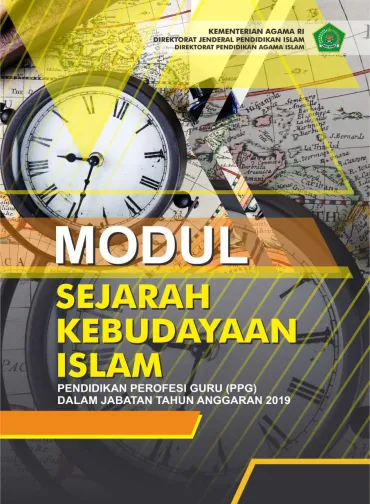 KEMENTERIAN AGAMA RI
DIREKTORAT JENDERAL PENDIDIKAN ISLAM
DIREKTORAT PENDIDIKAN AGAMA ISLAM
MODUL
SEJARAH
KEBUDAYAAN
ISLAM
PENDIDIKAN PEROFESI GURU (PPG)
DALAM JABATAN TAHUN ANGGARAN 2019